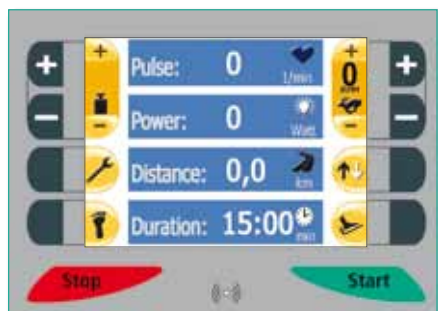 + + Pulse: 0 1/min + 0 +
- - Power: 0 Watt - -
Distance: 0,0 km
Duration: 15:00 min
Stop Start